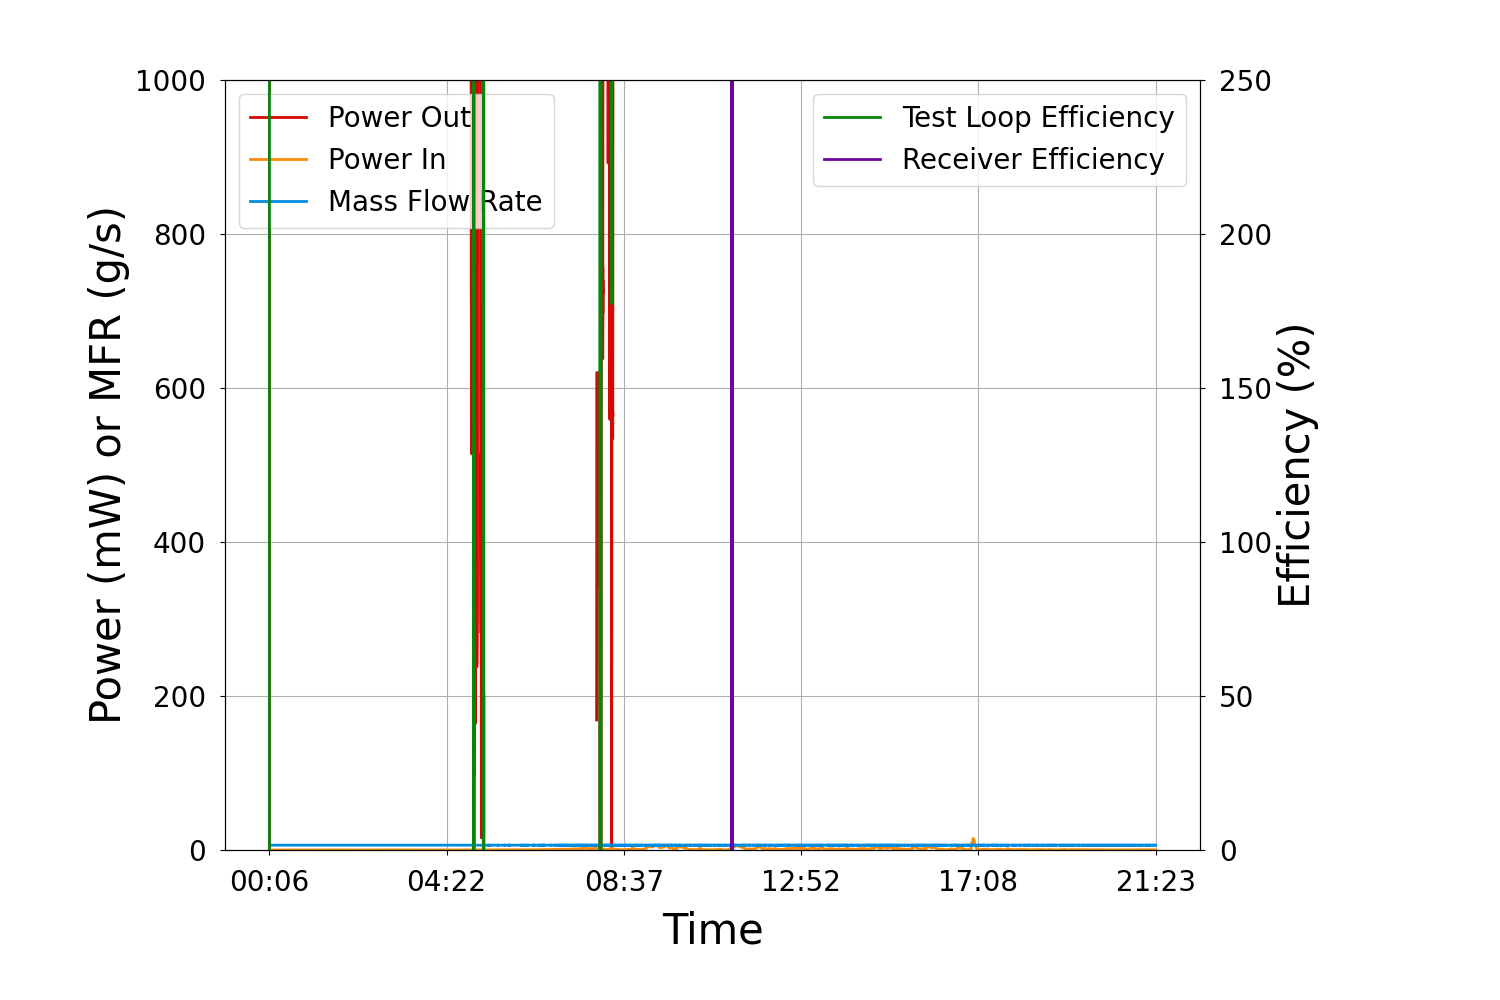 1000
800
600
400
200
0
Power (mW) or MFR (g/s)
Power Out
Power In
Mass Flow Rate
Test Loop Efficiency
Receiver Efficiency
250
200
150
100
50
0
Efficiency (%)
00:06 04:22 08:37 12:52 17:08 21:23
Time